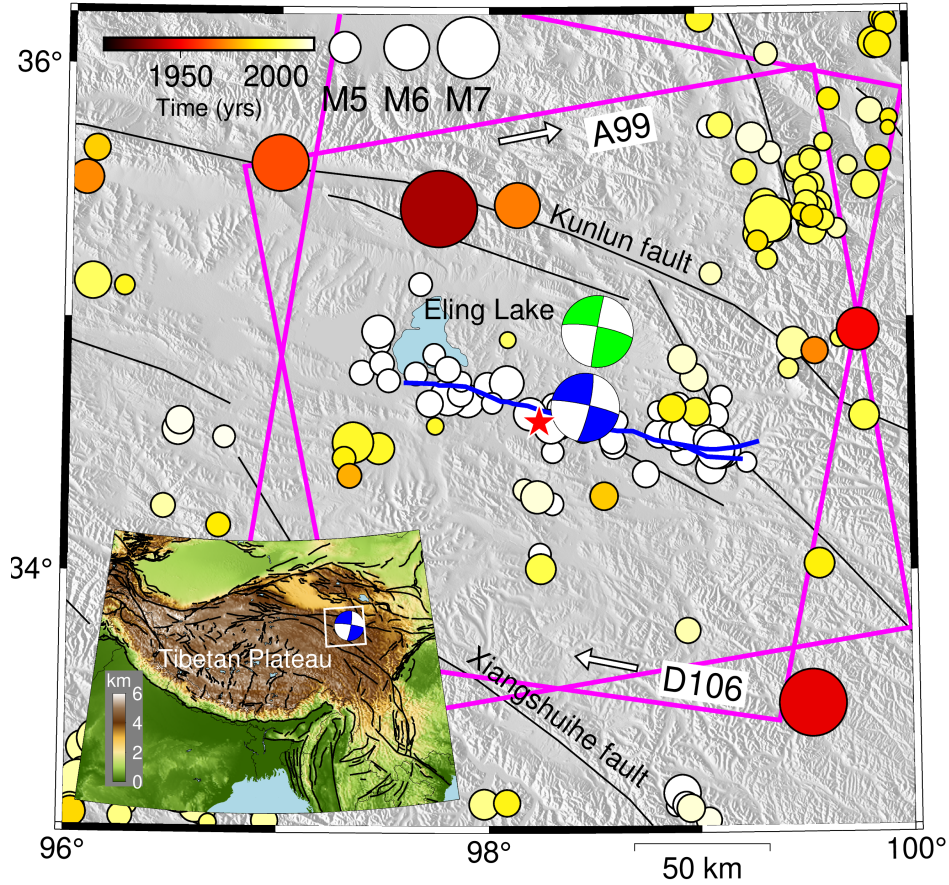 36°
1950 2000
Time (yrs)
M5 M6 M7
A99
Kunlun fault
Eling Lake
34°
Tibetan Plateau
km
6
4
2
0
D106
Xiangshuihe fault
96° 98° 100°
50 km